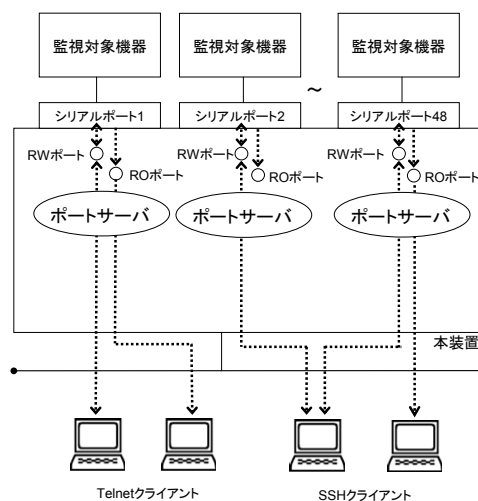 監視対象機器
監視対象機器
監視対象機器
～
シリアルポート1
シリアルポート2
シリアルポート48
RWポート
RWポート
RWポート
ROポート
ROポート
ROポート
ポートサーバ
ポートサーバ
ポートサーバ
本装置
Telnetクライアント
SSHクライアント